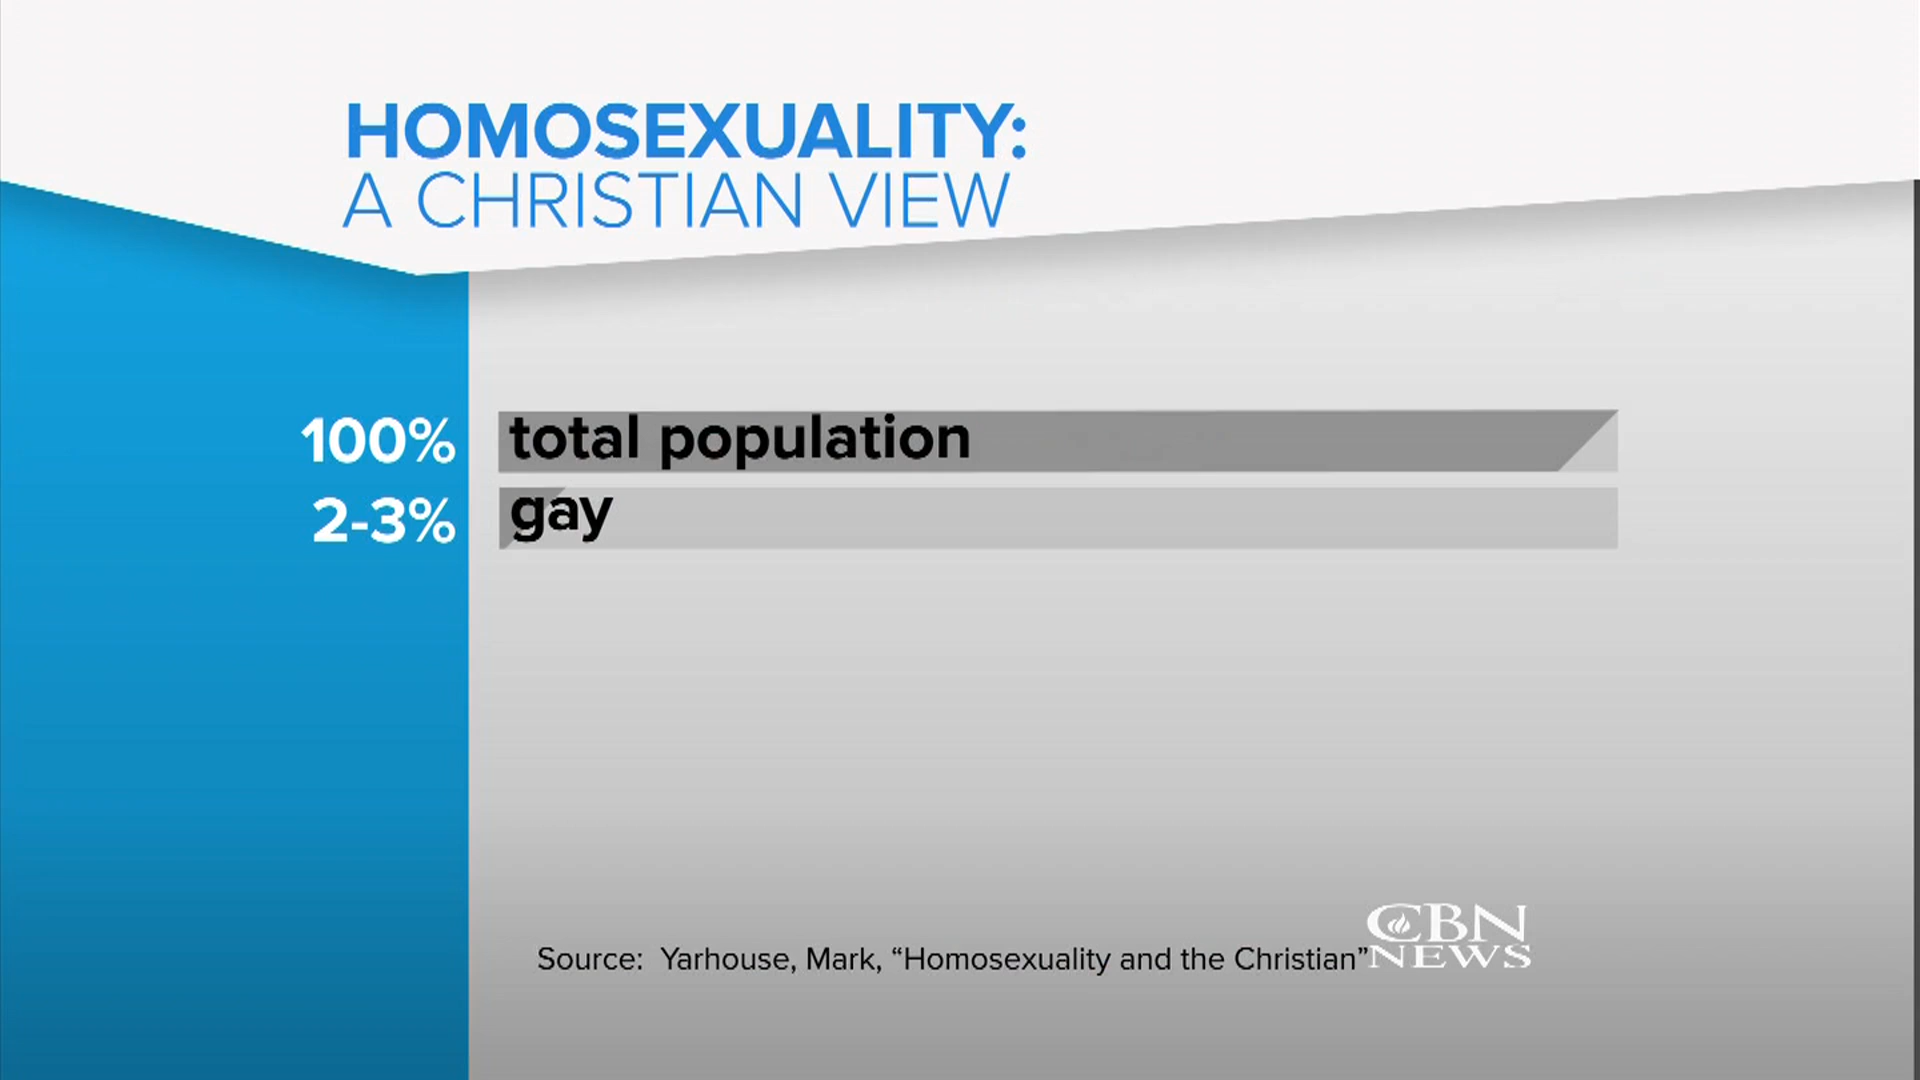 HOMOSEXUALITY:
A CHRISTIAN VIEW
100% total population
2-3% gay
Source: Yarhouse, Mark, “Homosexuality and the Christian”
CBN
NEWS